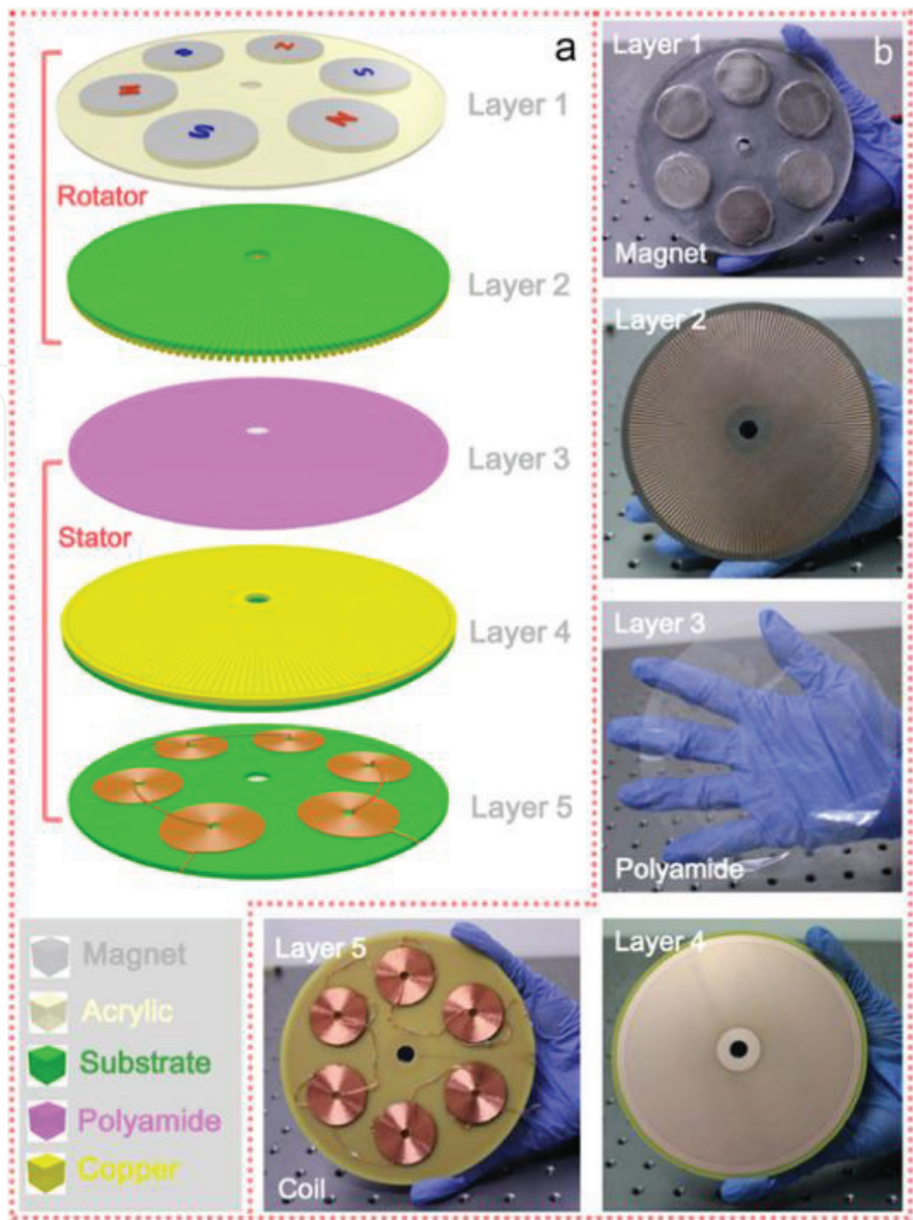 a
N
S
N
S
N
S
Layer 1
Rotator
Layer 2
Layer 3
Stator
Layer 4
Layer 5
Magnet
Acrylic
Substrate
Polyamide
Copper
b
Layer 1
Magnet
Layer 2
Layer 3
Polyamide
Layer 5
Coil
Layer 4